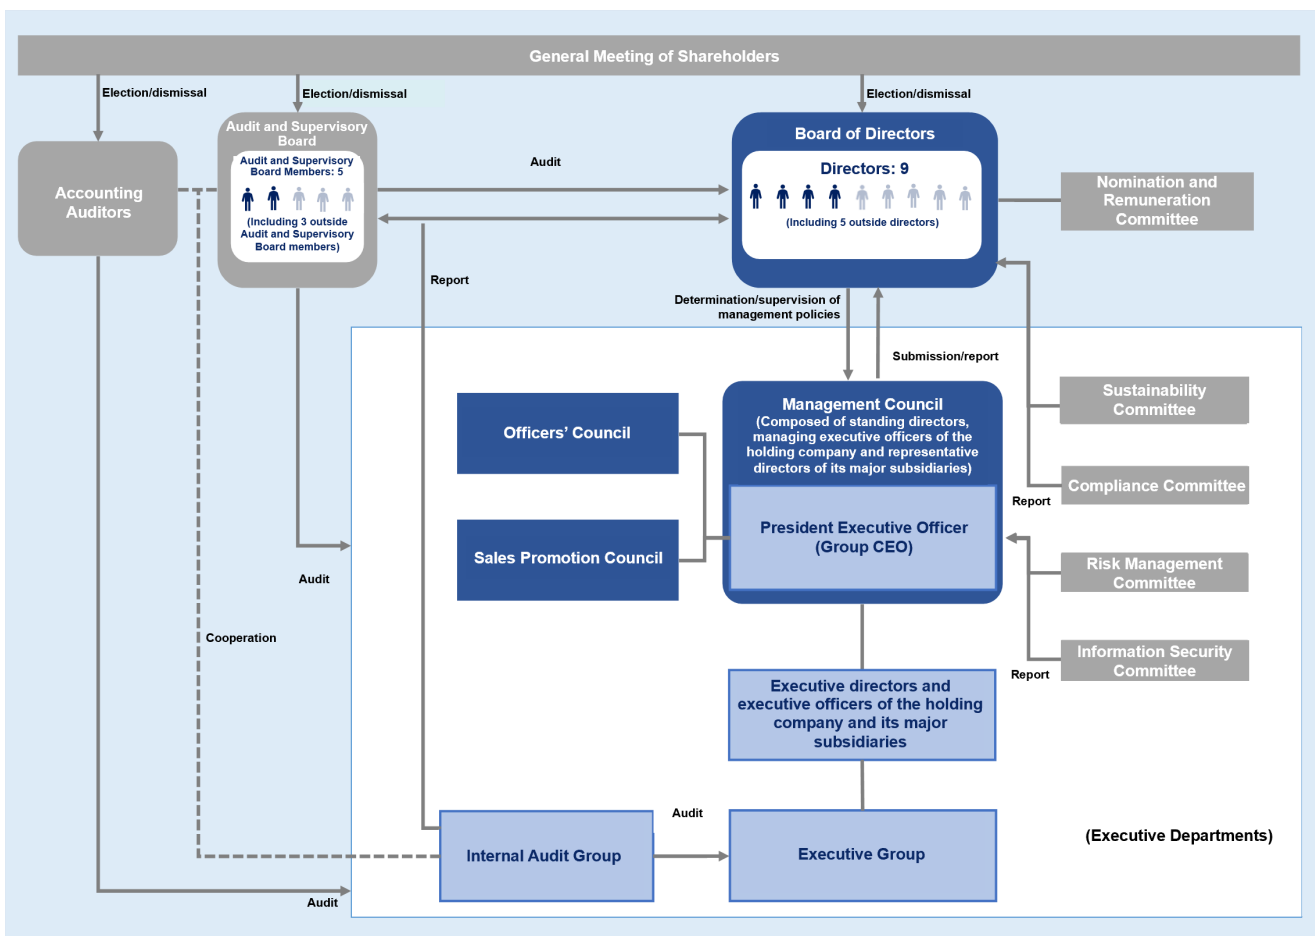 General Meeting of Shareholders
Election/dismissal
Election/dismissal
Election/dismissal
Accounting
Auditors
Audit and Supervisory
Board
Audit and Supervisory
Board Members: 5
(Including 3 outside
Audit and Supervisory
Board members)
Audit
Board of Directors
Directors: 9
(Including 5 outside directors)
Nomination and
Remuneration
Committee
Report
Determination/supervision of
management policies
Submission/report
Officers’ Council
Sales Promotion Council
Management Council
(Composed of standing directors,
managing executive officers of the
holding company and representative
directors of its major subsidiaries)
President Executive Officer
(Group CEO)
Sustainability
Committee
Compliance Committee
Report
Risk Management
Committee
Information Security
Committee
Report
Audit
Cooperation
Executive directors and
executive officers of the holding
company and its major
subsidiaries
Internal Audit Group
Audit
Executive Group
(Executive Departments)
Audit